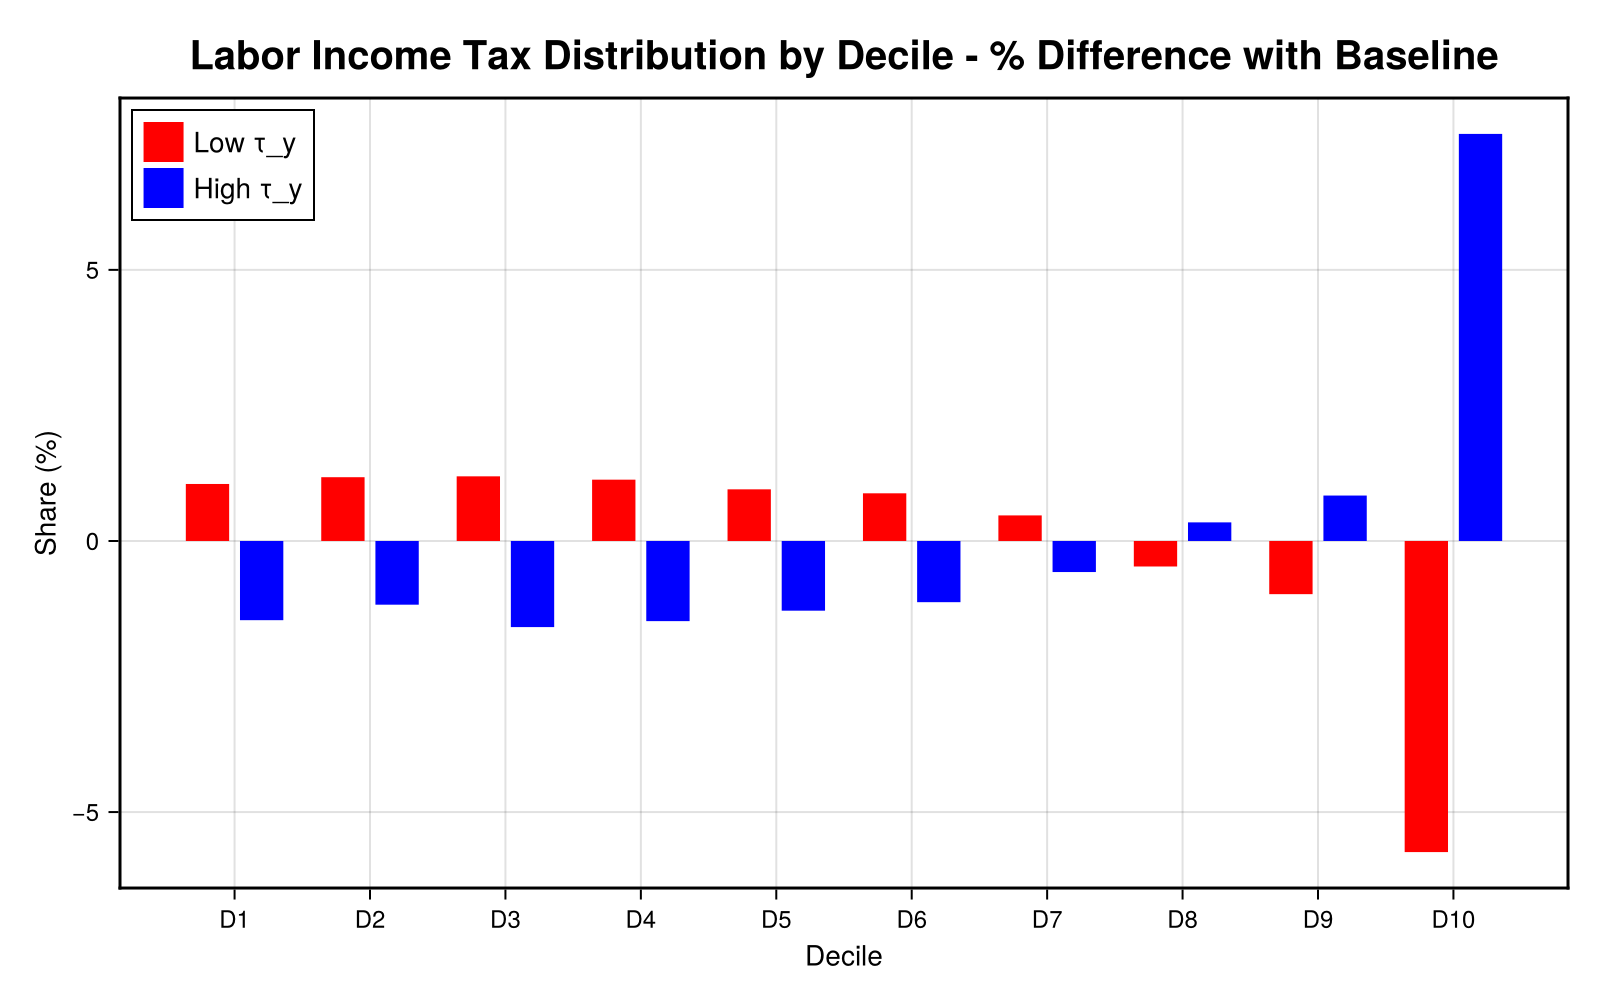 Labor Income Tax Distribution by Decile - % Difference with Baseline
Low τ_y
High τ_y
5
0
−5
Share (%)
D1 D2 D3 D4 D5 D6 D7 D8 D9 D10
Decile